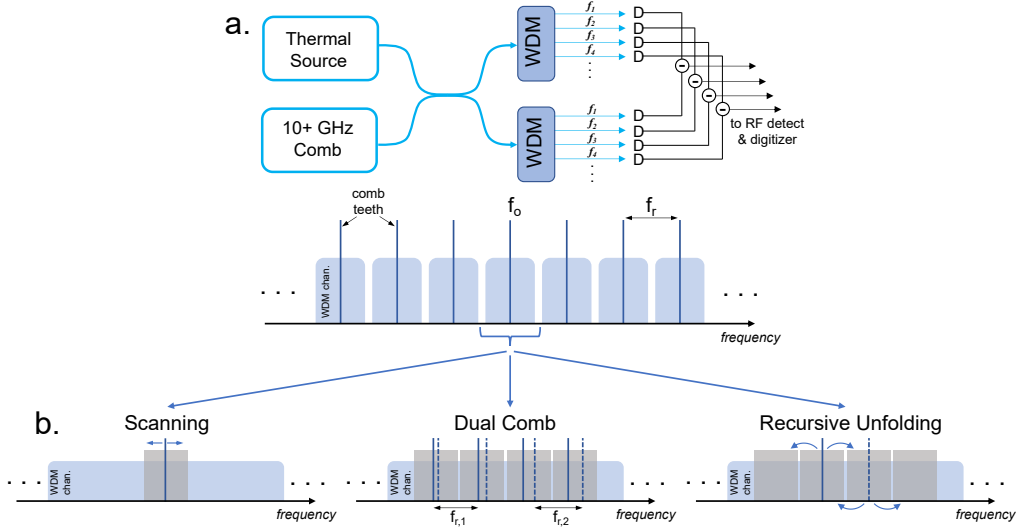 a.
Thermal
Source
10+ GHz
Comb
WDM
f1
f2
f3
f4
D
D
D
D
WDM
f1
f2
f3
f4
D
D
D
D
to RF detect
& digitizer
comb
teeth
fo
fr
WDM chan.
. . .
. . .
frequency
b.
Scanning
Dual Comb
Recursive Unfolding
. . .
WDM
chan.
. . .
frequency
. . .
WDM
chan.
. . .
fr,1
fr,2
frequency
. . .
WDM
chan.
. . .
frequency